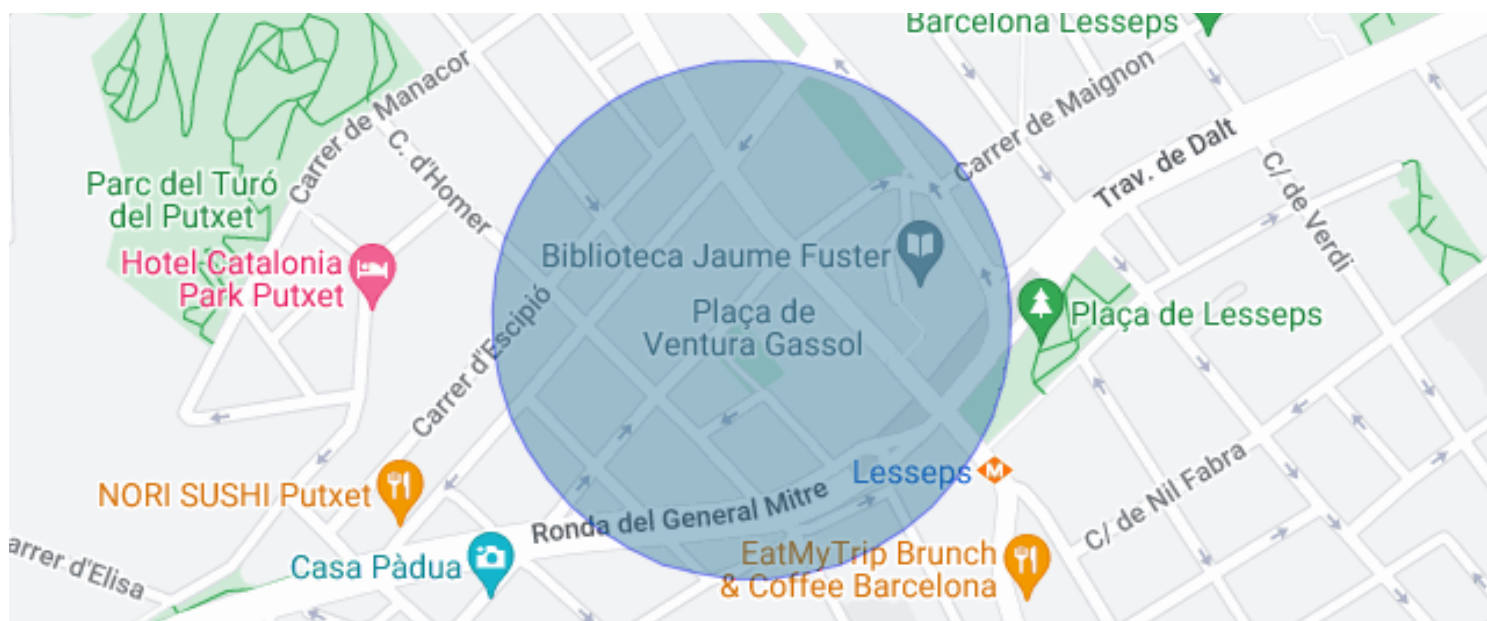 Barcelona Lesseps
Carrer de Manacor
C. d'Homer
Carrer de Maignon
Trav. de Dalt
C/ de Verdi
Parc del Turó
del Putxet
Hotel Catalonia
Park Putxet
Biblioteca Jaume Fuster
Plaça de
Ventura Gassol
Plaça de Lesseps
Carrer d'Escipió
NORI SUSHI Putxet
Lesseps
M
Ronda del General Mitre
C/ de Nil Fabra
arrer d'Elisa
Casa Pàdua
EatMyTrip Brunch
& Coffee Barcelona